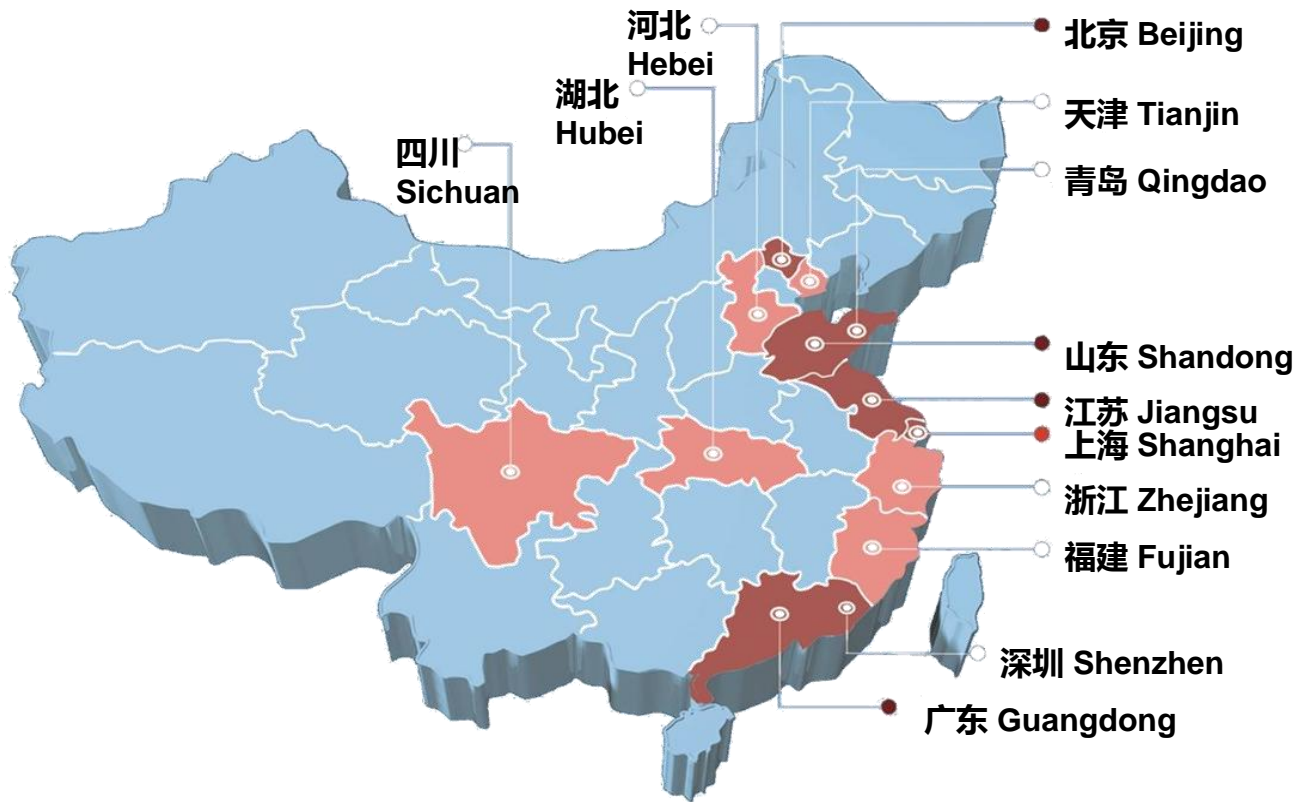 河北
Hebei
北京 Beijing
湖北
Hubei
天津 Tianjin
四川
Sichuan
青岛 Qingdao
山东 Shandong
江苏 Jiangsu
上海 Shanghai
浙江 Zhejiang
福建 Fujian
深圳 Shenzhen
广东 Guangdong